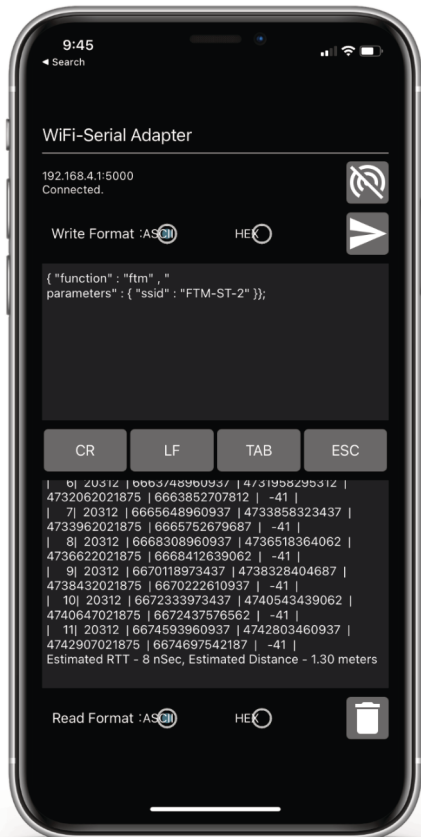 9:45
◀ Search
WiFi-Serial Adapter
192.168.4.1:5000
Connected.
Write Format :ASCII HEX
{ "function" : "ftm" , "
parameters" : { "ssid" : "FTM-ST-2" }};
CR LF TAB ESC
| 6| 20312 | 6663748960937 | 4731958295312 |
4732062021875 | 6663852707812 | -41 |
| 7| 20312 | 6665648960937 | 4733858323437 |
4733962021875 | 6665752679687 | -41 |
| 8| 20312 | 6668308960937 | 4736518364062 |
4736622021875 | 6668412639062 | -41 |
| 9| 20312 | 6670118973437 | 4738328404687 |
4738432021875 | 6670222610937 | -41 |
| 10| 20312 | 6672333973437 | 4740543439062 |
4740647021875 | 6672437576562 | -41 |
| 11| 20312 | 6674593960937 | 4742803460937 |
4742907021875 | 6674697542187 | -41 |
Estimated RTT - 8 nSec, Estimated Distance - 1.30 meters
Read Format :ASCII HEX